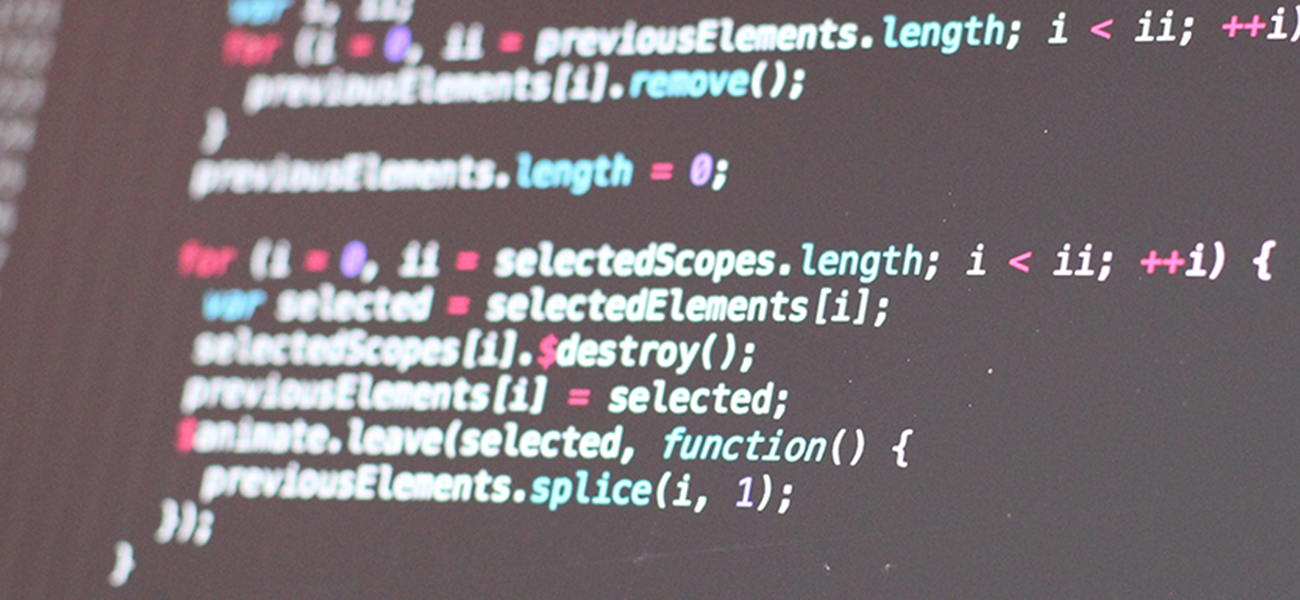 var i, ii;
for (i = 0, ii = previousElements.length; i < ii; ++i)
previousElements[i].remove();
}
previousElements.length = 0;
for (i = 0, ii = selectedScopes.length; i < ii; ++i) {
var selected = selectedElements[i];
selectedScopes[i].$destroy();
previousElements[i] = selected;
$animate.leave(selected, function() {
previousElements.splice(i, 1);
});
}